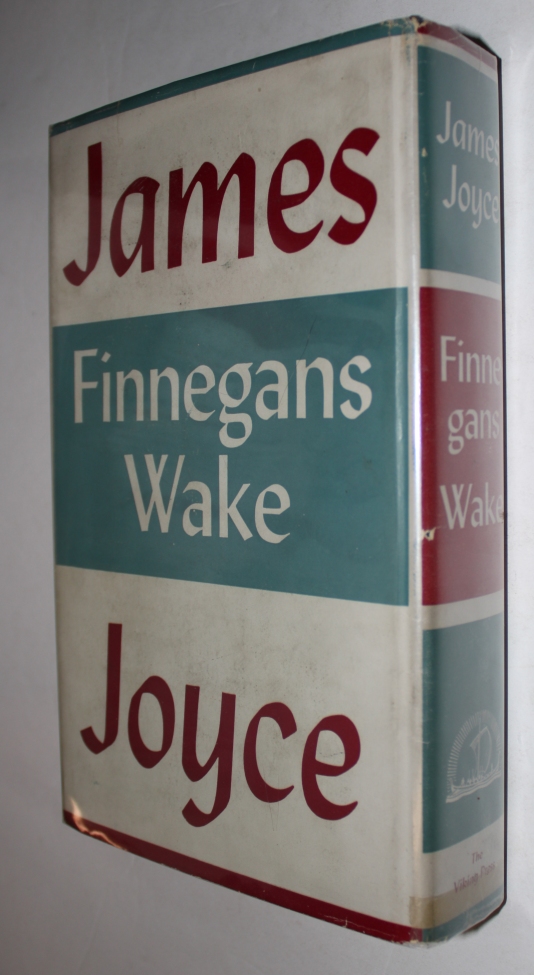 James
Finnegans
Wake
Joyce
James
Joyce
Finne
gans
Wake
The
Viking Press